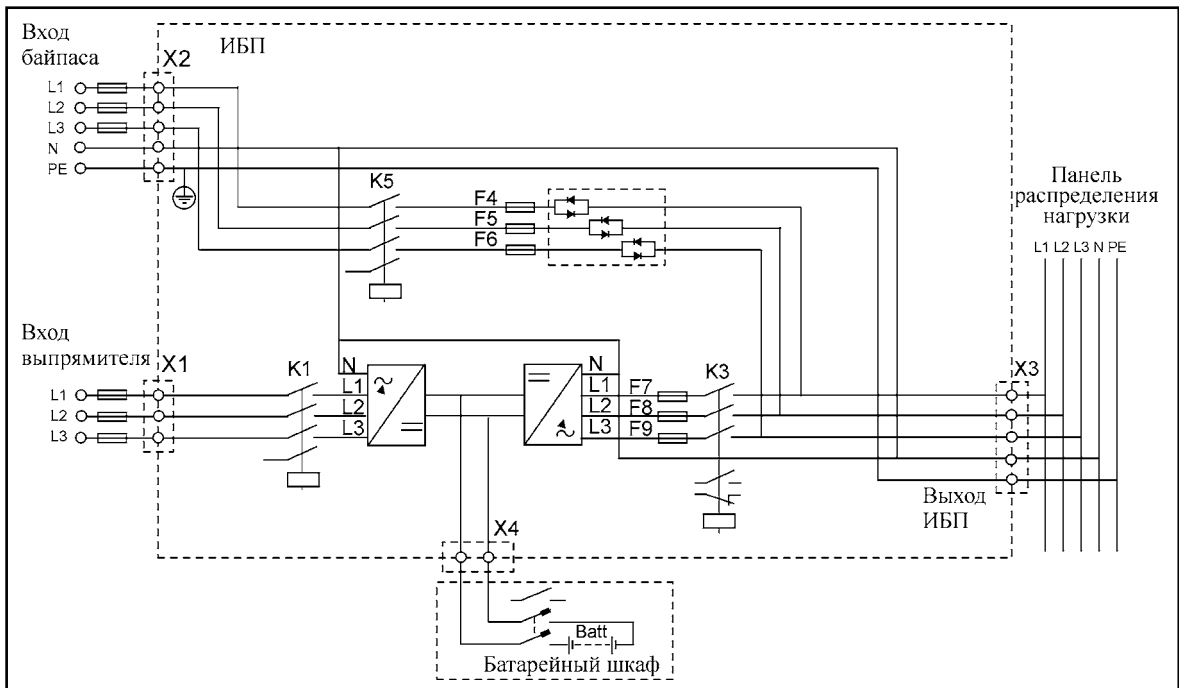 Вход
байпаса
ИБП
X2
L1
L2
L3
N
PE
K5
F4
F5
F6
Панель
распределения
нагрузки
L1 L2 L3 N PE
Вход
выпрямителя
X1
K1
N
L1
L2
L3
N
L1
L2
L3
F7
F8
F9
K3
X3
L1
L2
L3
Выход
ИБП
X4
Batt
Батарейный шкаф